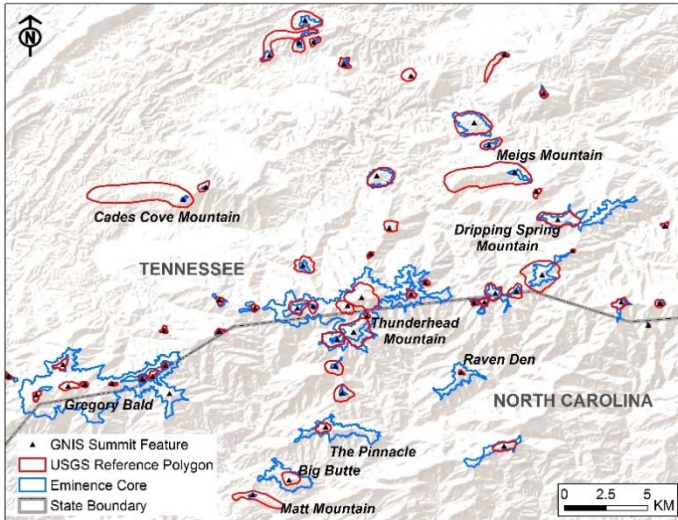 N
Meigs Mountain
Cades Cove Mountain
Dripping Spring
Mountain
TENNESSEE
Thunderhead
Mountain
Raven Den
Gregory Bald
NORTH CAROLINA
GNIS Summit Feature
USGS Reference Polygon
Eminence Core
State Boundary
The Pinnacle
Big Butte
Matt Mountain
0 2.5 5
KM